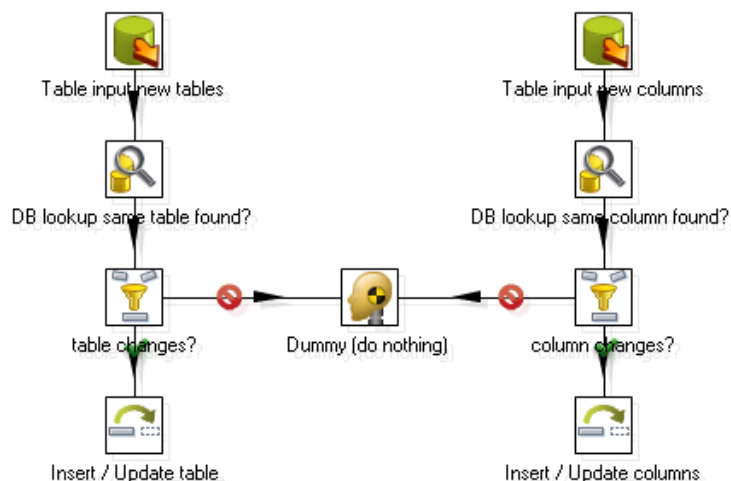 Table input new tables
Table input new columns
DB lookup same table found?
DB lookup same column found?
table changes?
Dummy (do nothing)
column changes?
Insert / Update table
Insert / Update columns